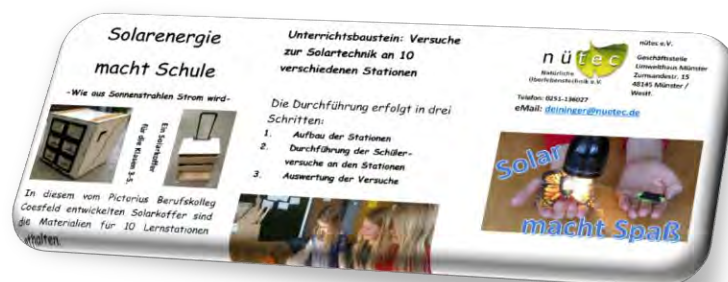 Solarenergie
macht Schule
-Wie aus Sonnenstrahlen Strom wird-
Ein Solarkoffer
für die Klassen 3-5
In diesem vom Pictorius Berufskolleg
Coesfeld entwickelten Solarkoffer sind
die Materialien für 10 Lernstationen
enthalten.
Unterrichtsbaustein: Versuche
zur Solartechnik an 10
verschiedenen Stationen
Die Durchführung erfolgt in drei
Schritten:
1. Aufbau der Stationen
2. Durchführung der Schüler-
versuche an den Stationen
3. Auswertung der Versuche
nütec
Natürliche
Überlebenstechnik e.V.
nütec e.V.
Geschäftsstelle
Umwelthaus Münster
Zumsandestr. 15
48145 Münster /
Westf.
Telefon: 0251-136027
eMail: deininger@nuetec.de
Solar
macht Spaß